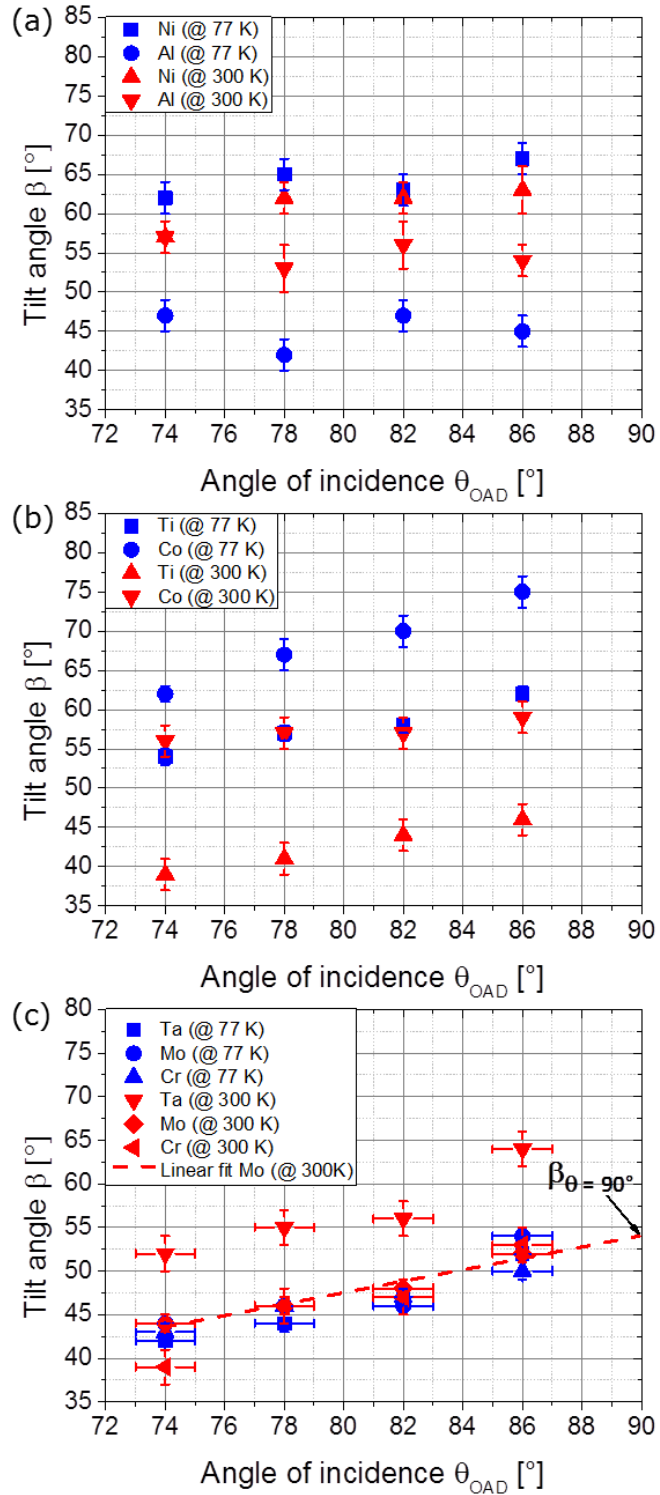 (a)
85
80
75
70
65
60
55
50
45
40
35
Tilt angle β [°]
Ni (@ 77 K)
Al (@ 77 K)
Ni (@ 300 K)
Al (@ 300 K)
72 74 76 78 80 82 84 86 88 90
Angle of incidence θOAD [°]
(b)
85
80
75
70
65
60
55
50
45
40
35
Tilt angle β [°]
Ti (@ 77 K)
Co (@ 77 K)
Ti (@ 300 K)
Co (@ 300 K)
72 74 76 78 80 82 84 86 88 90
Angle of incidence θOAD [°]
(c)
80
75
70
65
60
55
50
45
40
35
Tilt angle β [°]
Ta (@ 77 K)
Mo (@ 77 K)
Cr (@ 77 K)
Ta (@ 300 K)
Mo (@ 300 K)
Cr (@ 300 K)
Linear fit Mo (@ 300K)
βθ = 90°
72 74 76 78 80 82 84 86 88 90
Angle of incidence θOAD [°]